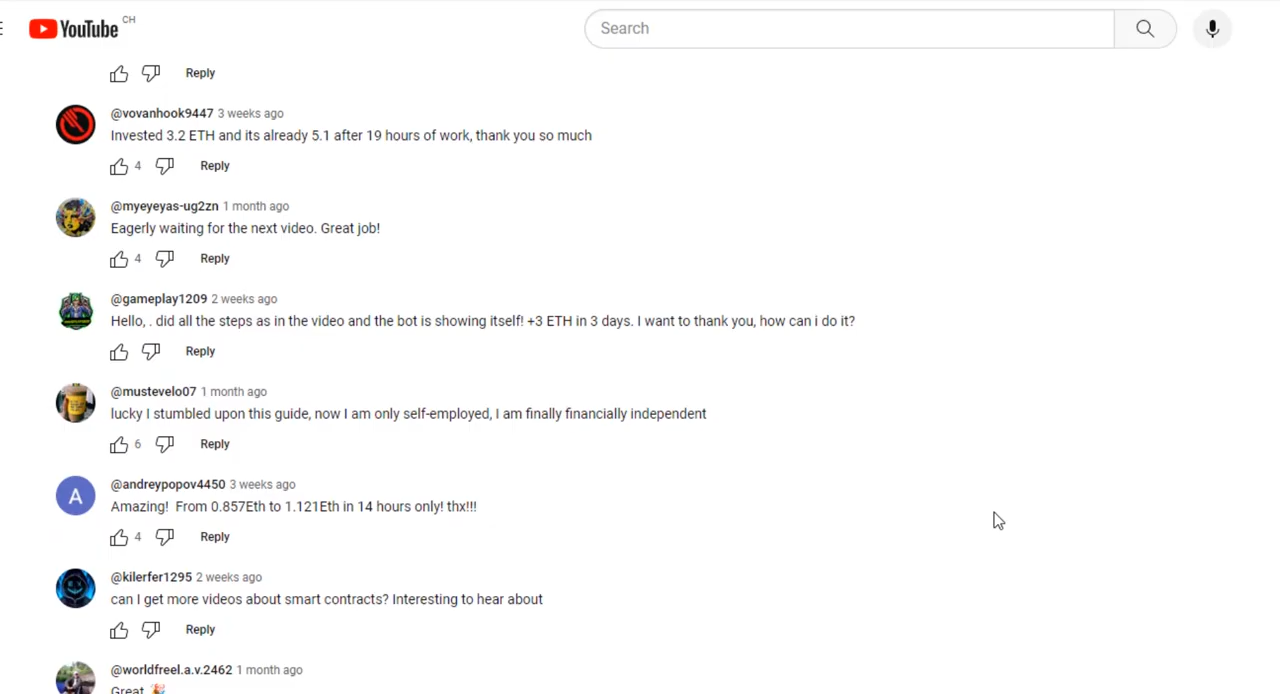 YouTube CH
Search
Reply
@vovanhook9447 3 weeks ago
Invested 3.2 ETH and its already 5.1 after 19 hours of work, thank you so much
4 Reply
@myeyeyas-ug2zn 1 month ago
Eagerly waiting for the next video. Great job!
4 Reply
@gameplay1209 2 weeks ago
Hello, . did all the steps as in the video and the bot is showing itself! +3 ETH in 3 days. I want to thank you, how can i do it?
Reply
@mustevelo07 1 month ago
lucky I stumbled upon this guide, now I am only self-employed, I am finally financially independent
6 Reply
@andreypopov4450 3 weeks ago
A
Amazing!  From 0.857Eth to 1.121Eth in 14 hours only! thx!!!
4 Reply
@kilerfer1295 2 weeks ago
can I get more videos about smart contracts? Interesting to hear about
Reply
@worldfreel.a.v.2462 1 month ago
Great 🎉